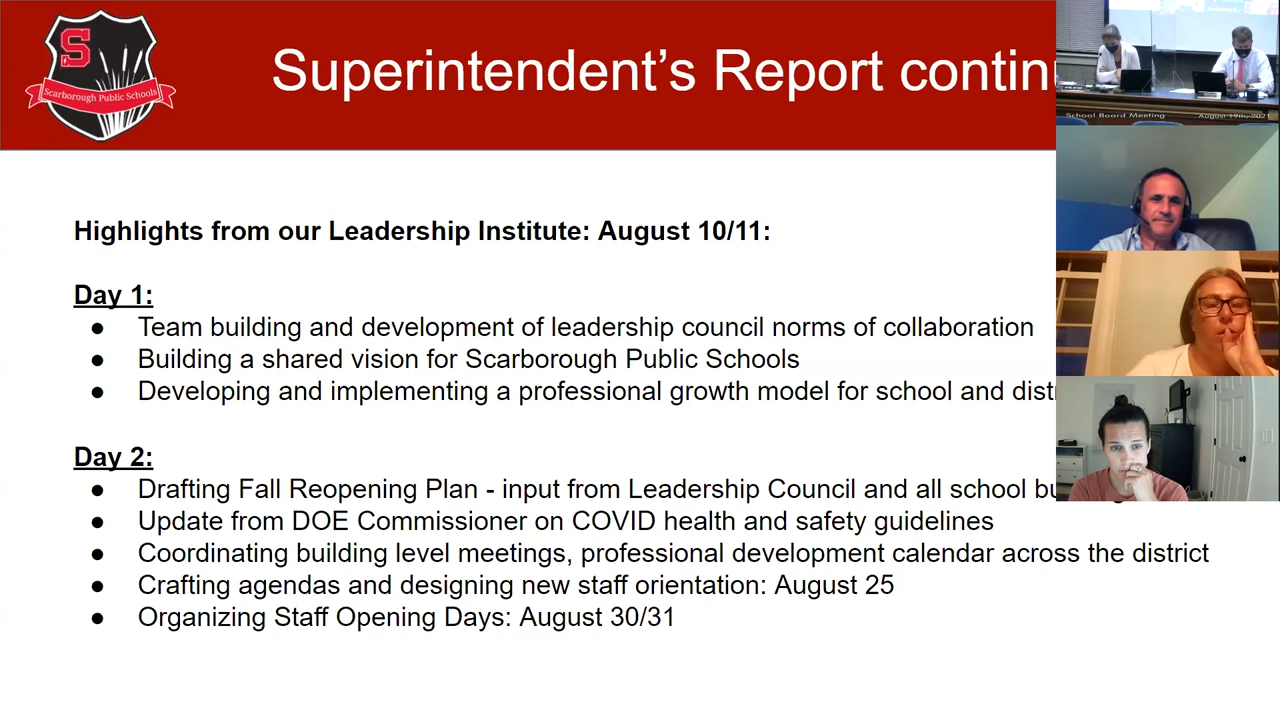 S
Scarborough Public Schools
Superintendent's Report contin
School Board Meeting
August 19th, 2021
Highlights from our Leadership Institute: August 10/11:
Day 1:
● Team building and development of leadership council norms of collaboration
● Building a shared vision for Scarborough Public Schools
● Developing and implementing a professional growth model for school and distr
Day 2:
● Drafting Fall Reopening Plan - input from Leadership Council and all school bu
● Update from DOE Commissioner on COVID health and safety guidelines
● Coordinating building level meetings, professional development calendar across the district
● Crafting agendas and designing new staff orientation: August 25
● Organizing Staff Opening Days: August 30/31